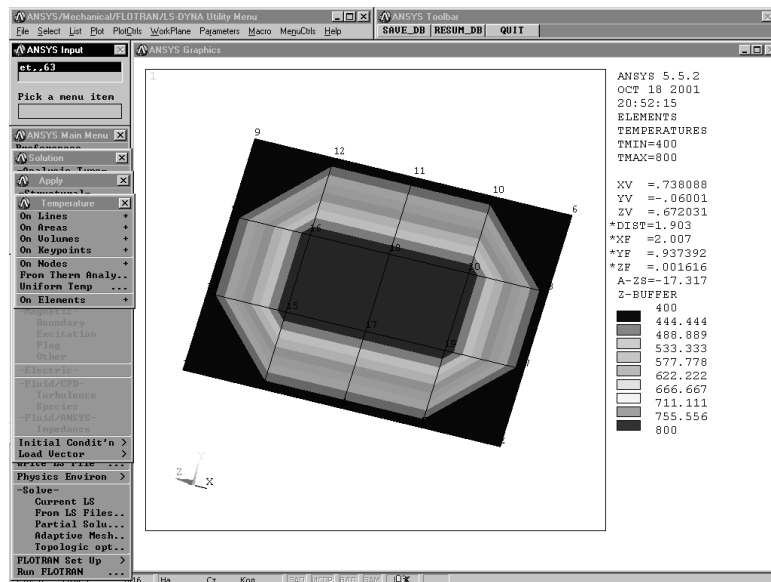 ANSYS/Mechanical/FLOTRAN/LS-DYNA Utility Menu
File Select List Plot PlotCtrls WorkPlane Parameters Macro MenuCtrls Help
ANSYS Toolbar
SAVE_DB RESUM_DB QUIT
ANSYS Input
et,,63
Pick a menu item
ANSYS Main Menu
Preferences
Solution
-Analysis Type-
Apply
-Structural-
Temperature
On Lines +
On Areas +
On Volumes +
On Keypoints +
On Nodes +
From Therm Analy..
Uniform Temp ...
On Elements +
-Magnetic-
Boundary
Excitation
Flag
Other
-Electric-
-Fluid/CFD-
Turbulence
Species
-Fluid/ANSYS-
Impedance
Initial Condit'n >
Load Vector >
Write LS File ...
Physics Environ >
-Solve-
Current LS
From LS Files..
Partial Solu...
Adaptive Mesh..
Topologic opt..
FLOTRAN Set Up >
Run FLOTRAN ...
ANSYS Graphics
1
9
12
11
10
6
16
18
20
15
17
19
Y
Z
X
ANSYS 5.5.2
OCT 18 2001
20:52:15
ELEMENTS
TEMPERATURES
TMIN=400
TMAX=800
XV =.738088
YV =-.06001
ZV =.672031
*DIST=1.903
*XF =2.007
*YF =.937392
*ZF =.001616
A-ZS=-17.317
Z-BUFFER
400
444.444
488.889
533.333
577.778
622.222
666.667
711.111
755.556
800
На Ст Кол ЗАП ИСПР ВДЛ ЗАМ